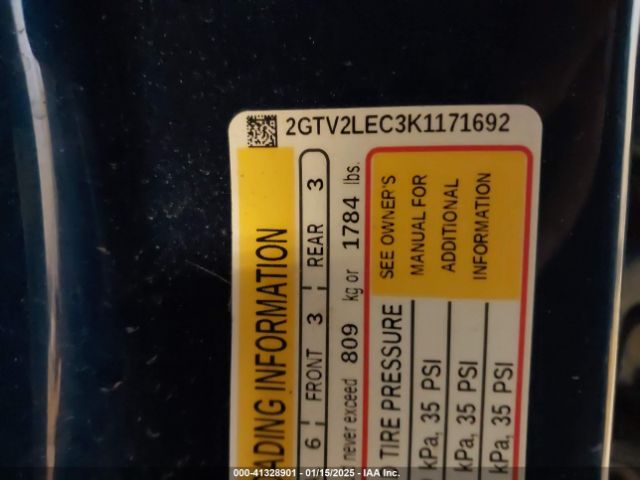 2GTV2LEC3K1171692
ADING INFORMATION
6 FRONT 3 REAR 3
never exceed 809 kg or 1784 lbs.
TIRE PRESSURE
SEE OWNER'S
MANUAL FOR
ADDITIONAL
INFORMATION
kPa, 35 PSI
kPa, 35 PSI
kPa, 35 PSI
000-41328901 - 01/15/2025 - IAA Inc.